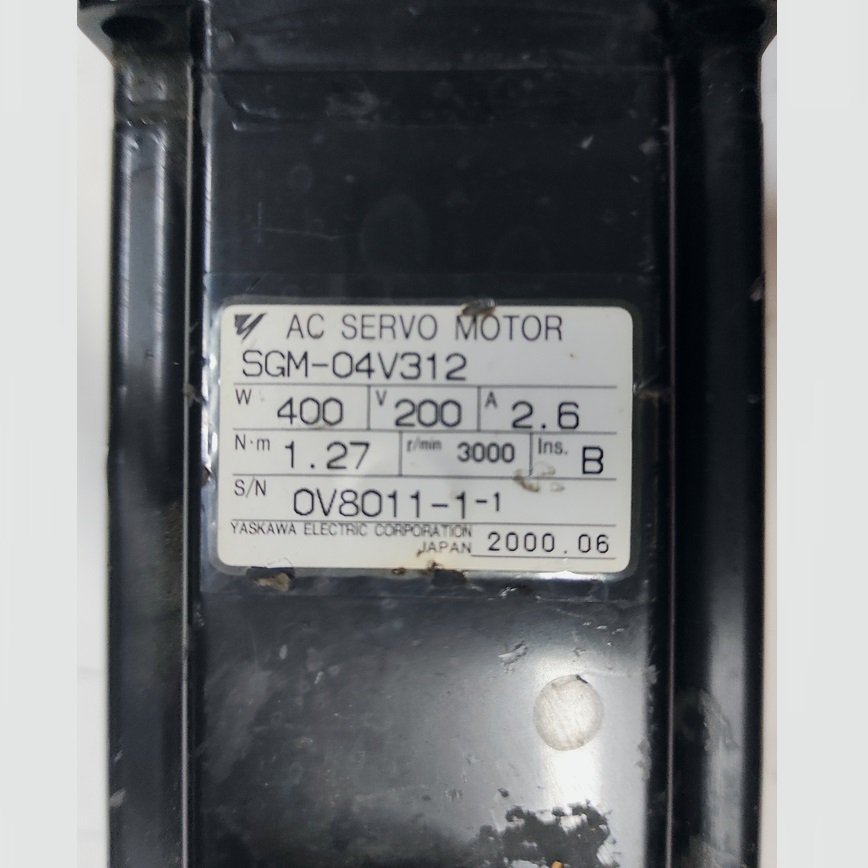 AC SERVO MOTOR
SGM-04V312
W 400 V 200 A 2.6
N·m 1.27 r/min 3000 Ins. B
S/N 0V8011-1-1
YASKAWA ELECTRIC CORPORATION
JAPAN 2000.06